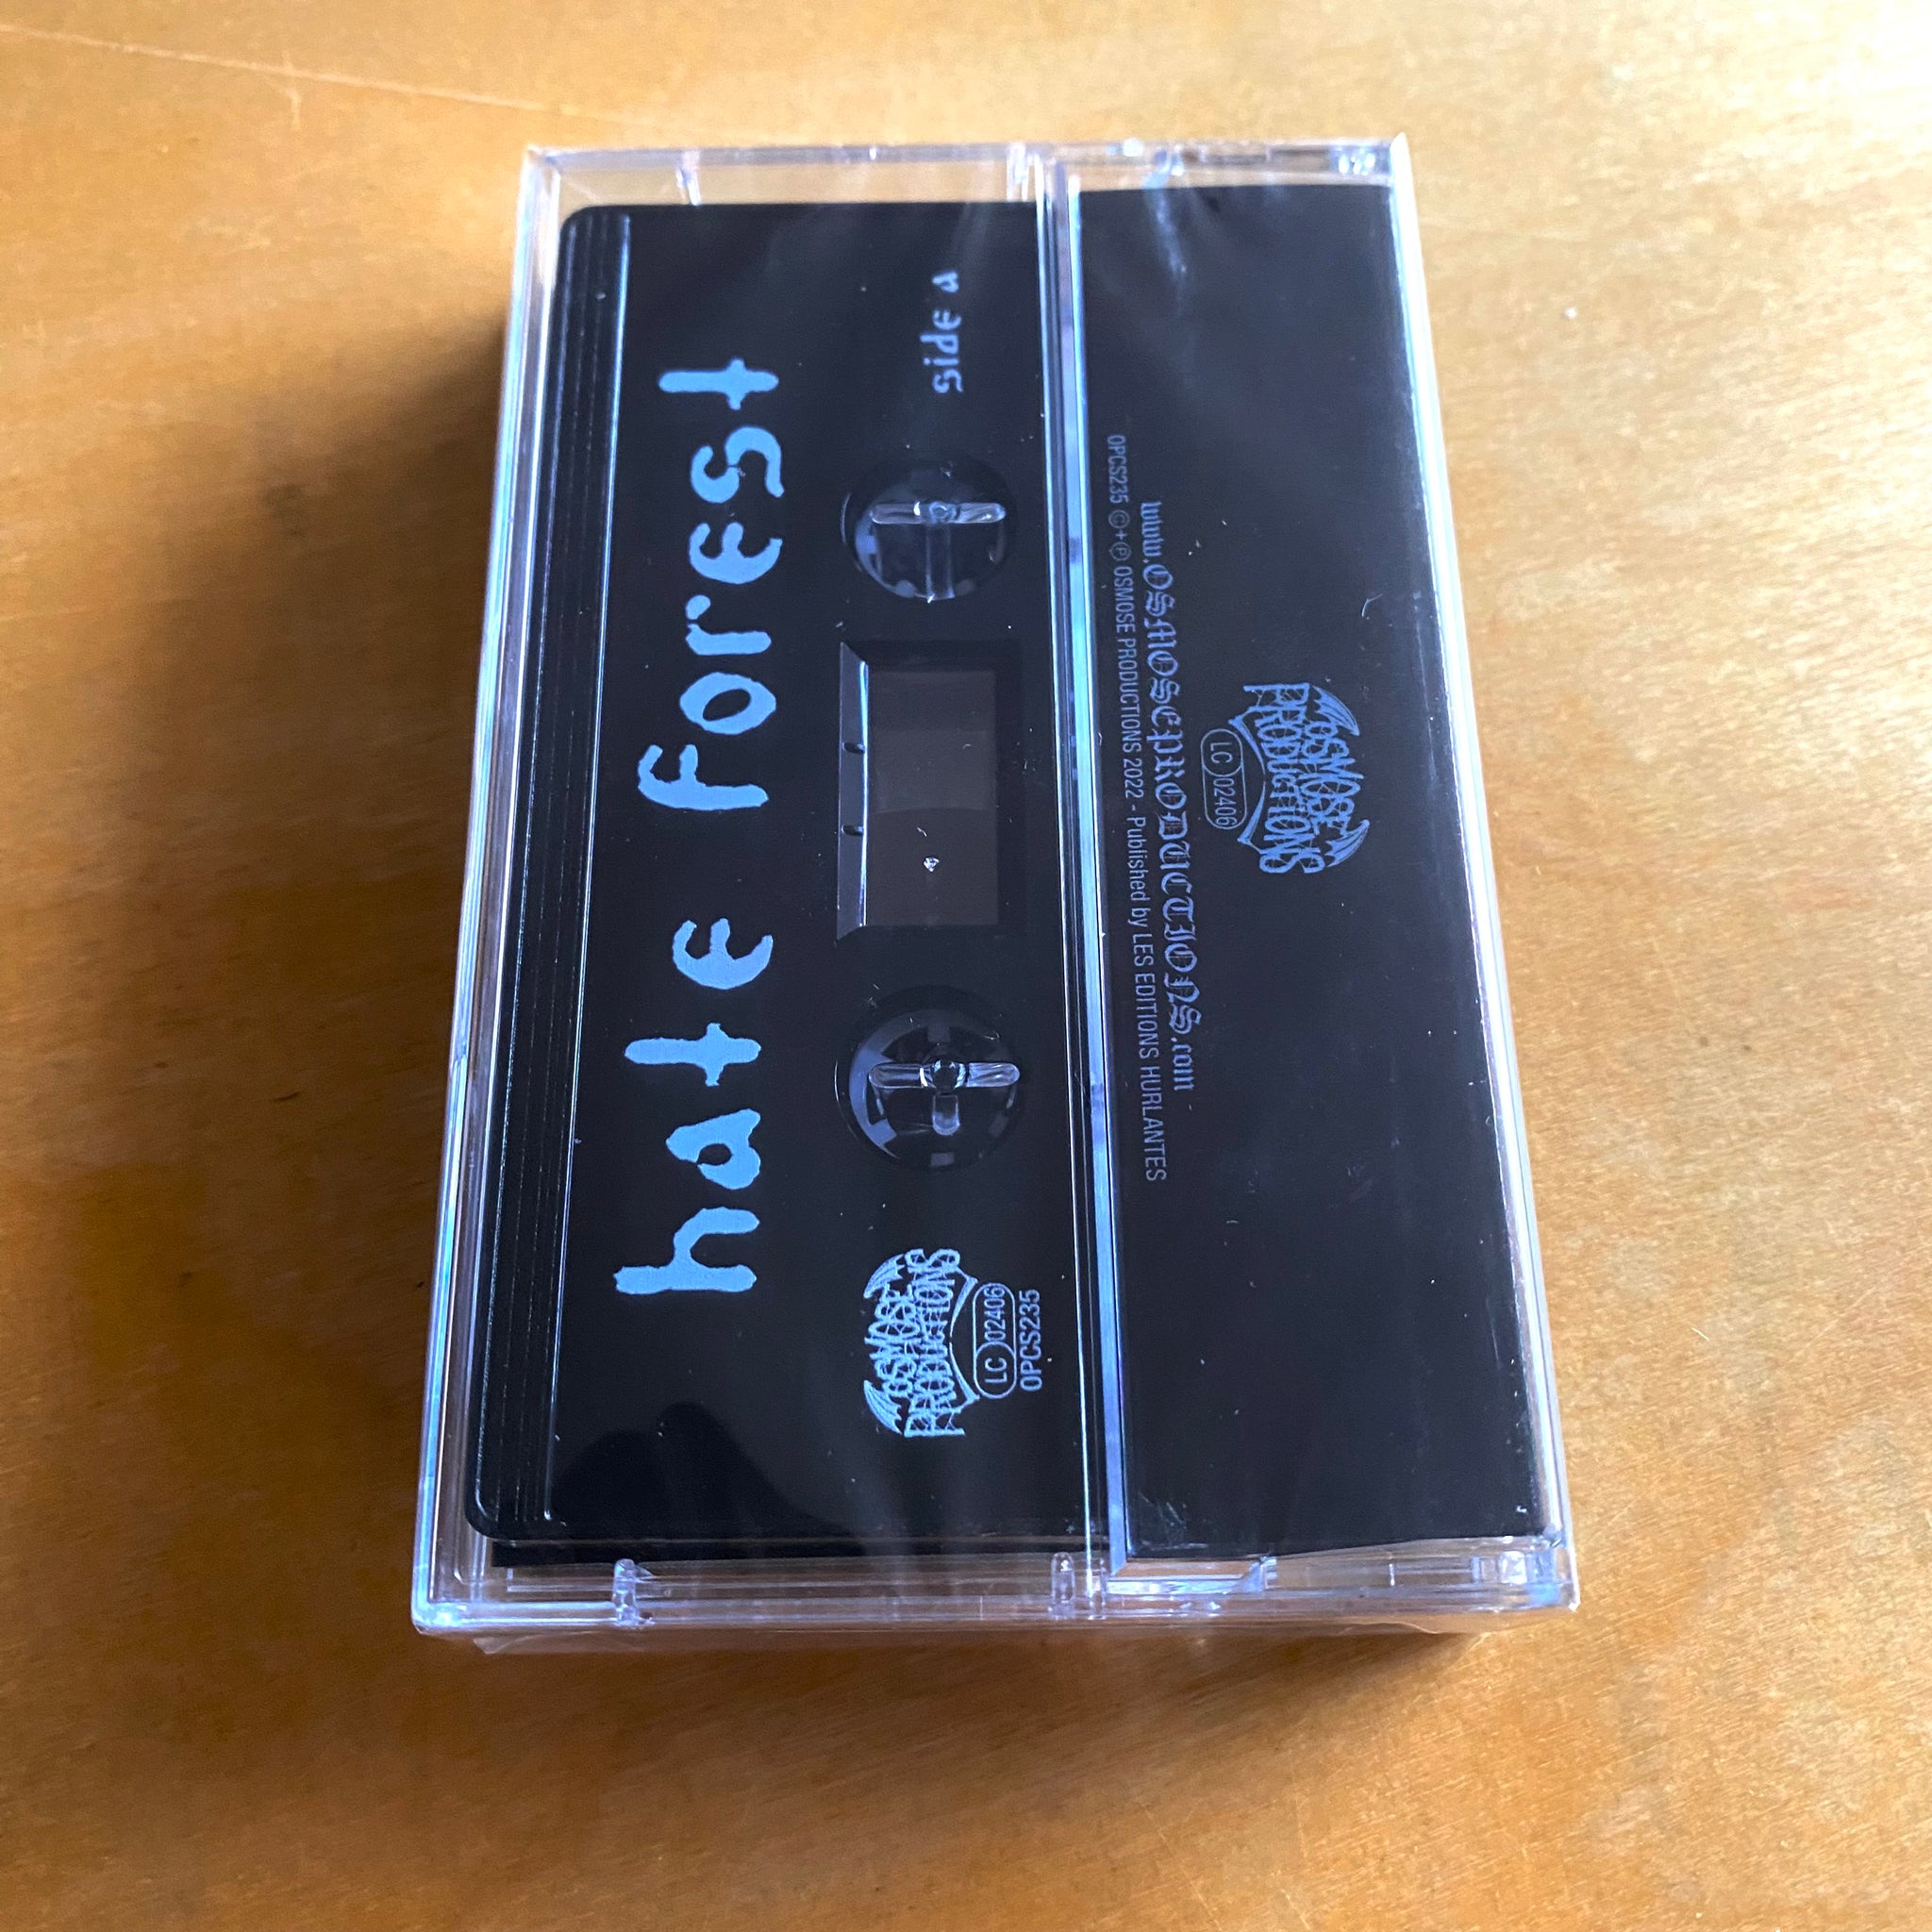 hate forest
side a
OSMOSE
PRODUCTIONS
LC 02406
OPCS235
OSMOSE
PRODUCTIONS
LC 02406
www.OSMOSEPRODUCTIONS.com
OPCS235 ©+℗ OSMOSE PRODUCTIONS 2022 - Published by LES EDITIONS HURLANTES